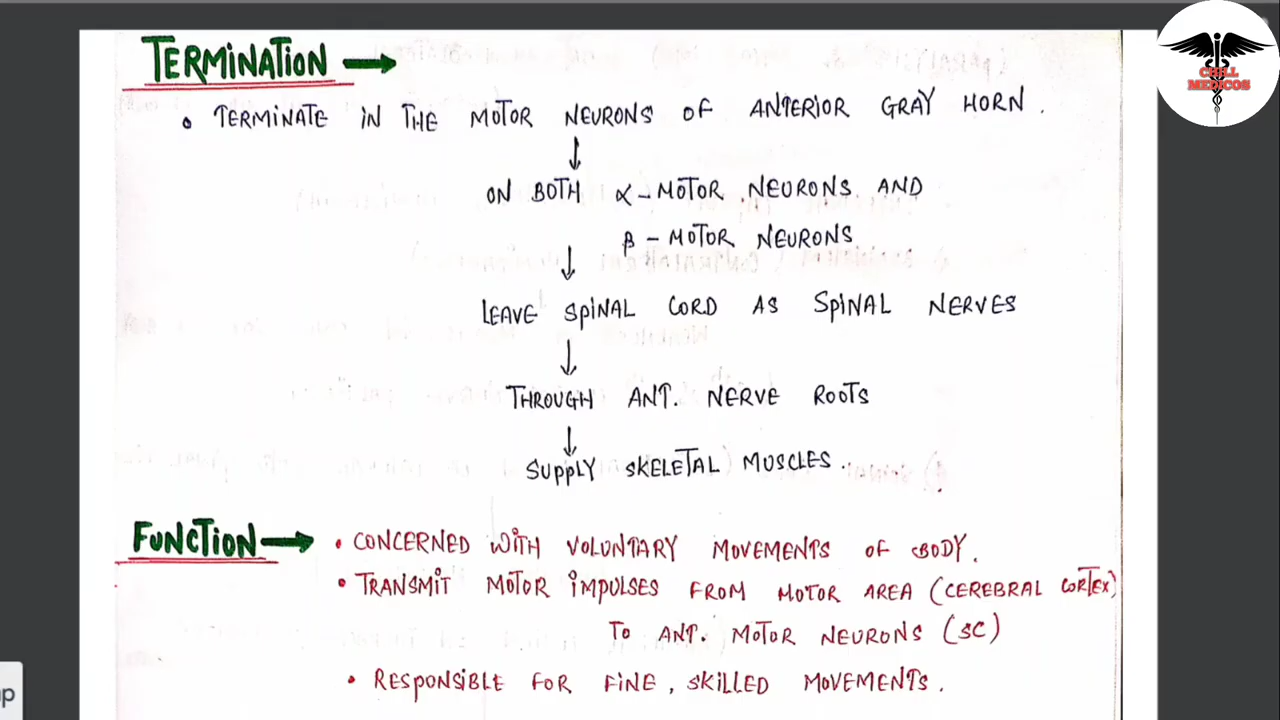 TERMINATION →
• TERMINATE IN THE MOTOR NEURONS OF ANTERIOR GRAY HORN.
↓
ON BOTH α - MOTOR NEURONS AND
β - MOTOR NEURONS
↓
LEAVE SPINAL CORD AS SPINAL NERVES
↓
THROUGH ANT. NERVE ROOTS
↓
SUPPLY SKELETAL MUSCLES.
FUNCTION → • CONCERNED WITH VOLUNTARY MOVEMENTS OF BODY.
• TRANSMIT MOTOR IMPULSES FROM MOTOR AREA (CEREBRAL CORTEX)
TO ANT. MOTOR NEURONS (SC)
• RESPONSIBLE FOR FINE, SKILLED MOVEMENTS.
CHILL
MEDICOS